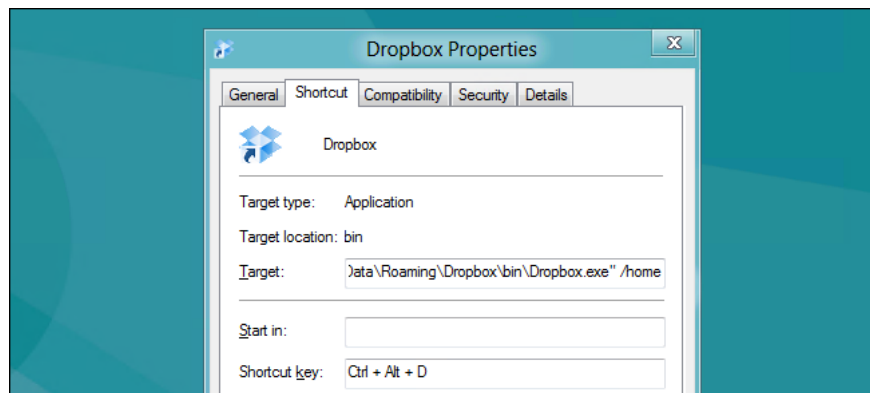 Dropbox Properties
General Shortcut Compatibility Security Details
Dropbox
Target type: Application
Target location: bin
Target: Data\Roaming\Dropbox\bin\Dropbox.exe" /home
Start in:
Shortcut key: Ctrl + Alt + D